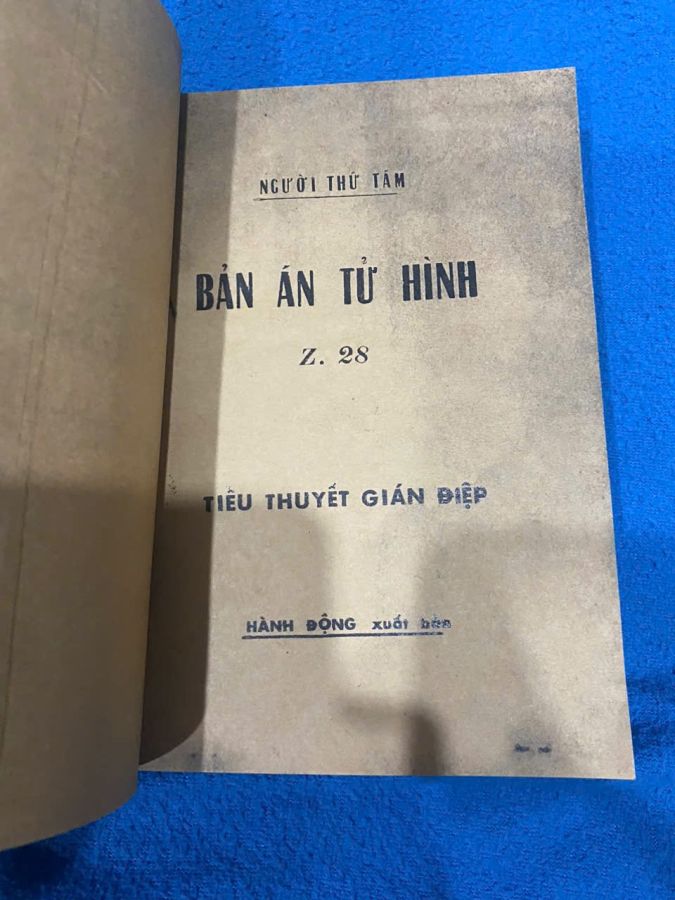 NGƯỜI THỨ TÁM
BẢN ÁN TỬ HÌNH
Z. 28
TIỂU THUYẾT GIÁN ĐIỆP
HÀNH ĐỘNG xuất bản